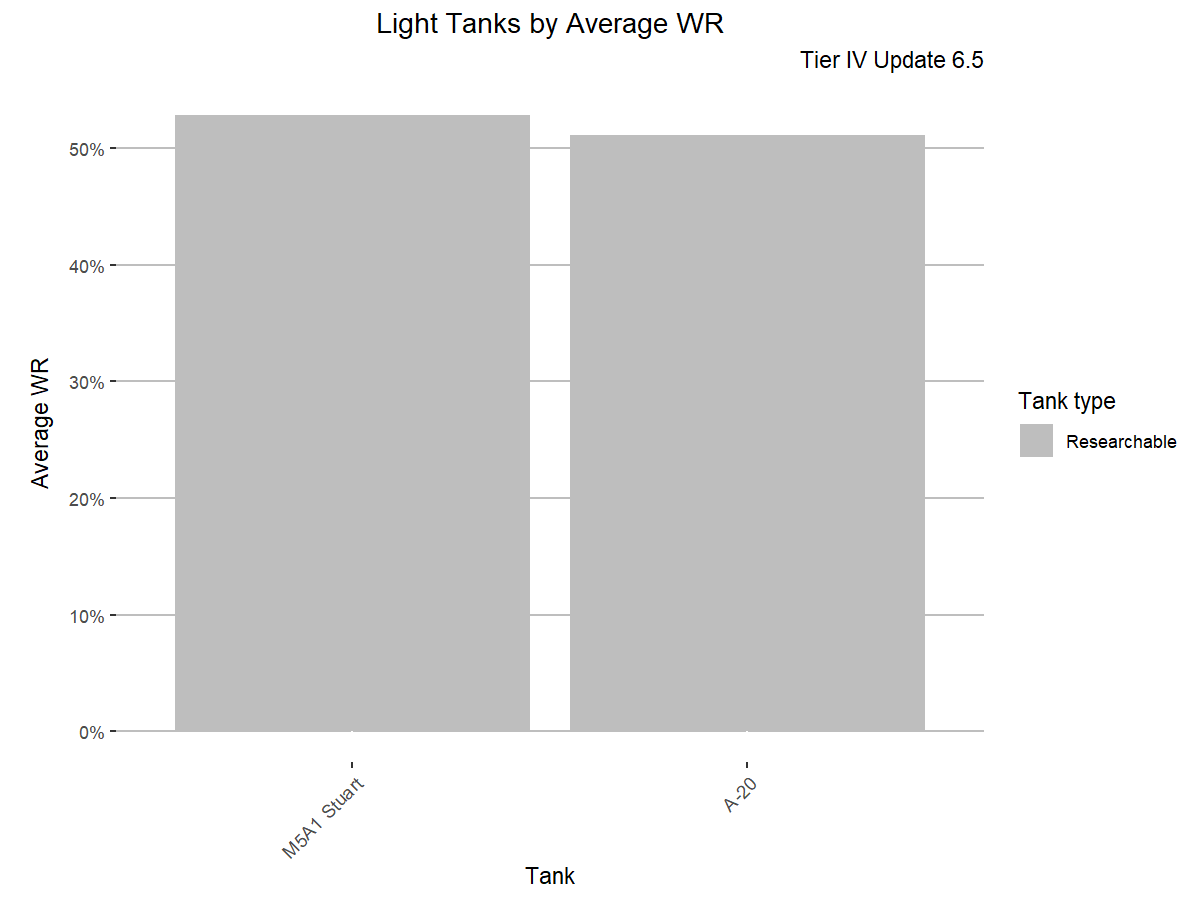 Light Tanks by Average WR
Tier IV Update 6.5
Average WR
50%
40%
30%
20%
10%
0%
M5A1 Stuart
A-20
Tank
Tank type
Researchable